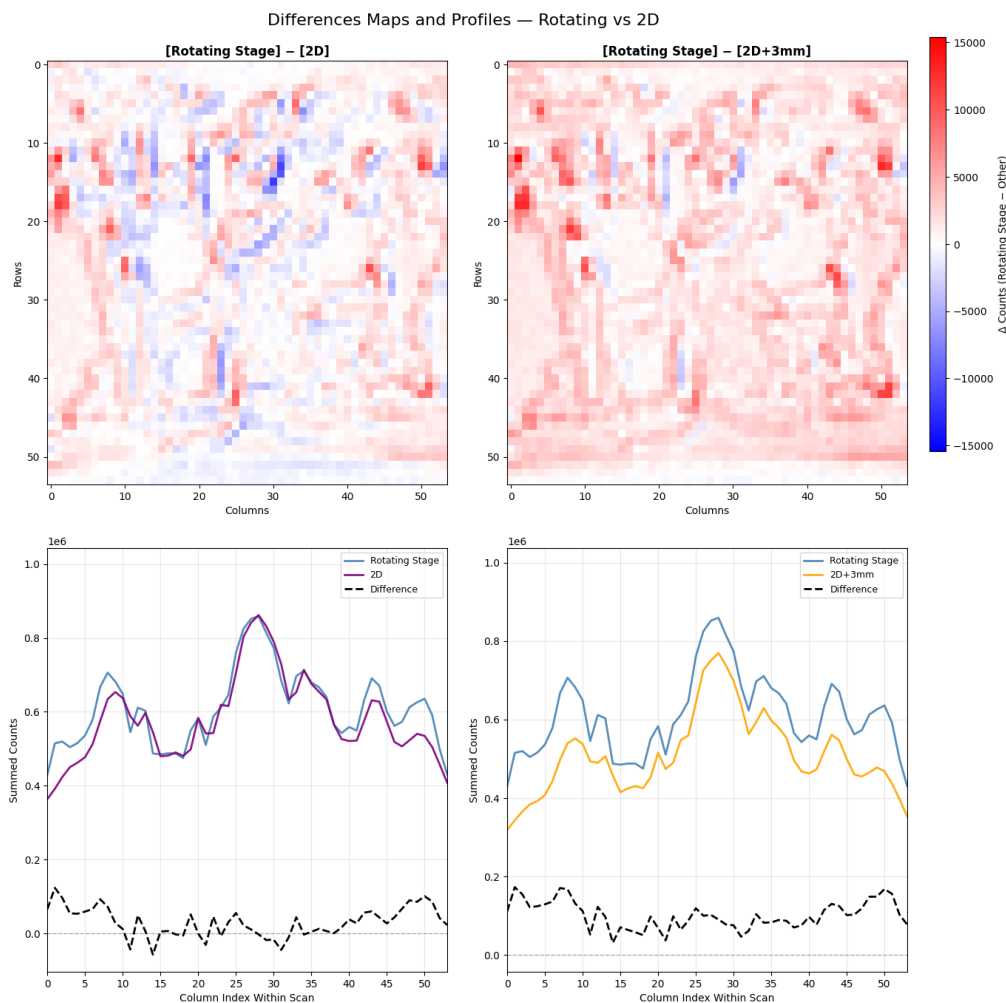 Differences Maps and Profiles — Rotating vs 2D
[Rotating Stage] − [2D]
[Rotating Stage] − [2D+3mm]
0
10
20
30
40
50
Rows
0 10 20 30 40 50
Columns
0
10
20
30
40
50
Rows
0 10 20 30 40 50
Columns
15000
10000
5000
0
−5000
−10000
−15000
Δ Counts (Rotating Stage − Other)
1e6
1.0
0.8
0.6
0.4
0.2
0.0
Summed Counts
Rotating Stage
2D
Difference
0 5 10 15 20 25 30 35 40 45 50
Column Index Within Scan
1e6
1.0
0.8
0.6
0.4
0.2
0.0
Summed Counts
Rotating Stage
2D+3mm
Difference
0 5 10 15 20 25 30 35 40 45 50
Column Index Within Scan